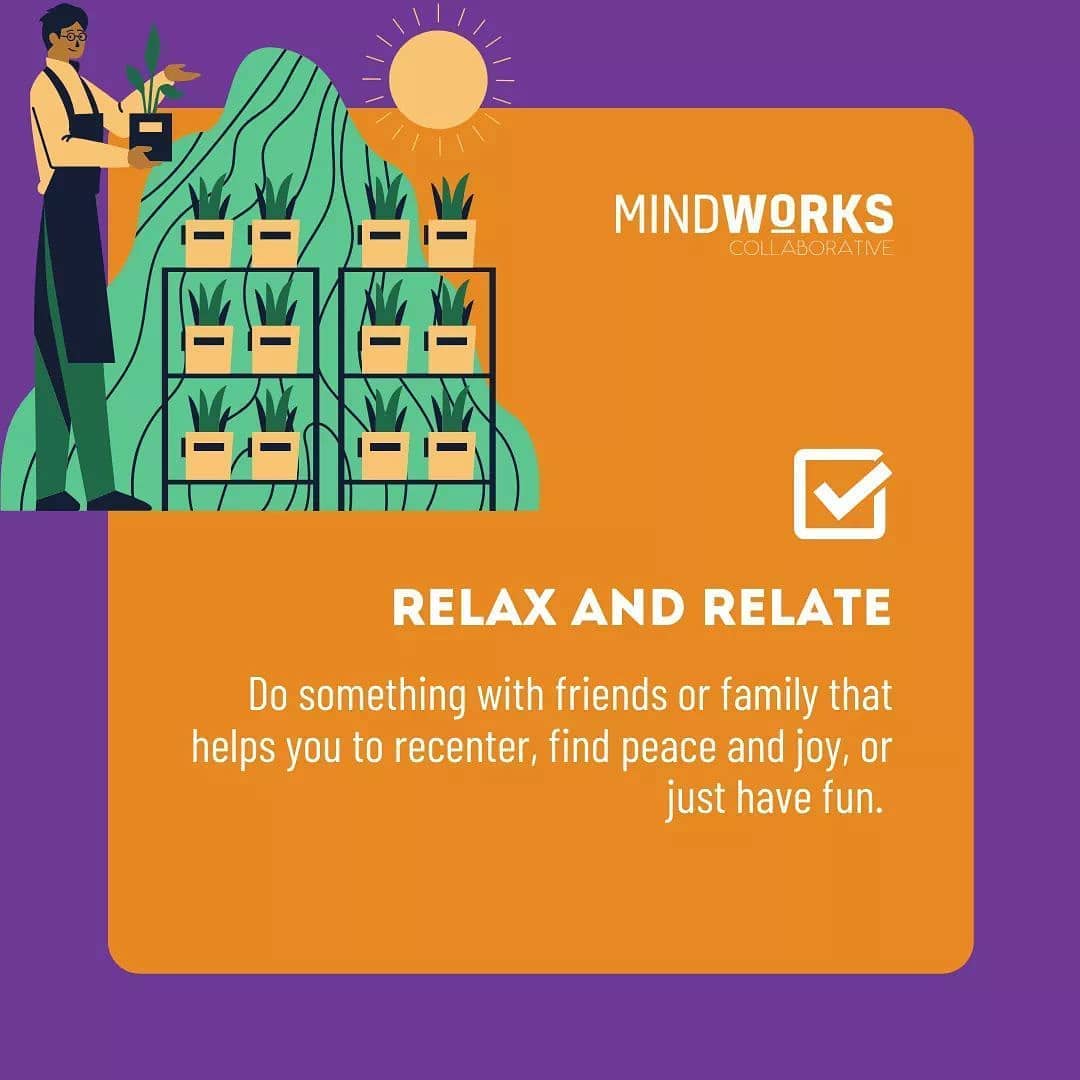 MINDWORKS
COLLABORATIVE
RELAX AND RELATE
Do something with friends or family that
helps you to recenter, find peace and joy, or
just have fun.